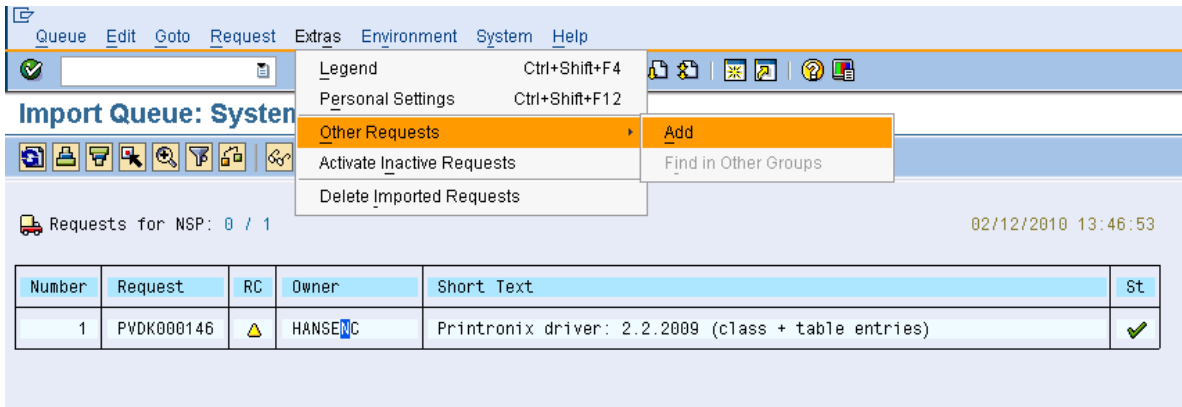 Queue Edit Goto Request Extras Environment System Help
Legend Ctrl+Shift+F4
Personal Settings Ctrl+Shift+F12
Import Queue: System
Other Requests Add
Activate Inactive Requests Find in Other Groups
Delete Imported Requests
Requests for NSP: 0 / 1 02/12/2010 13:46:53
Number Request RC Owner Short Text St
1 PVDK000146 HANSENC Printronix driver: 2.2.2009 (class + table entries)